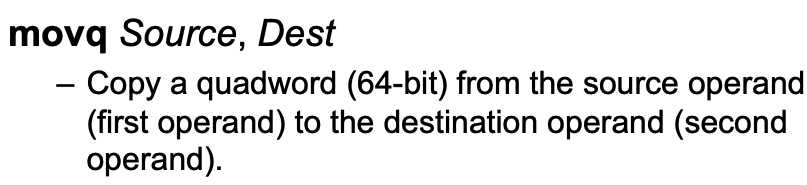 movq Source, Dest
– Copy a quadword (64-bit) from the source operand
(first operand) to the destination operand (second
operand).